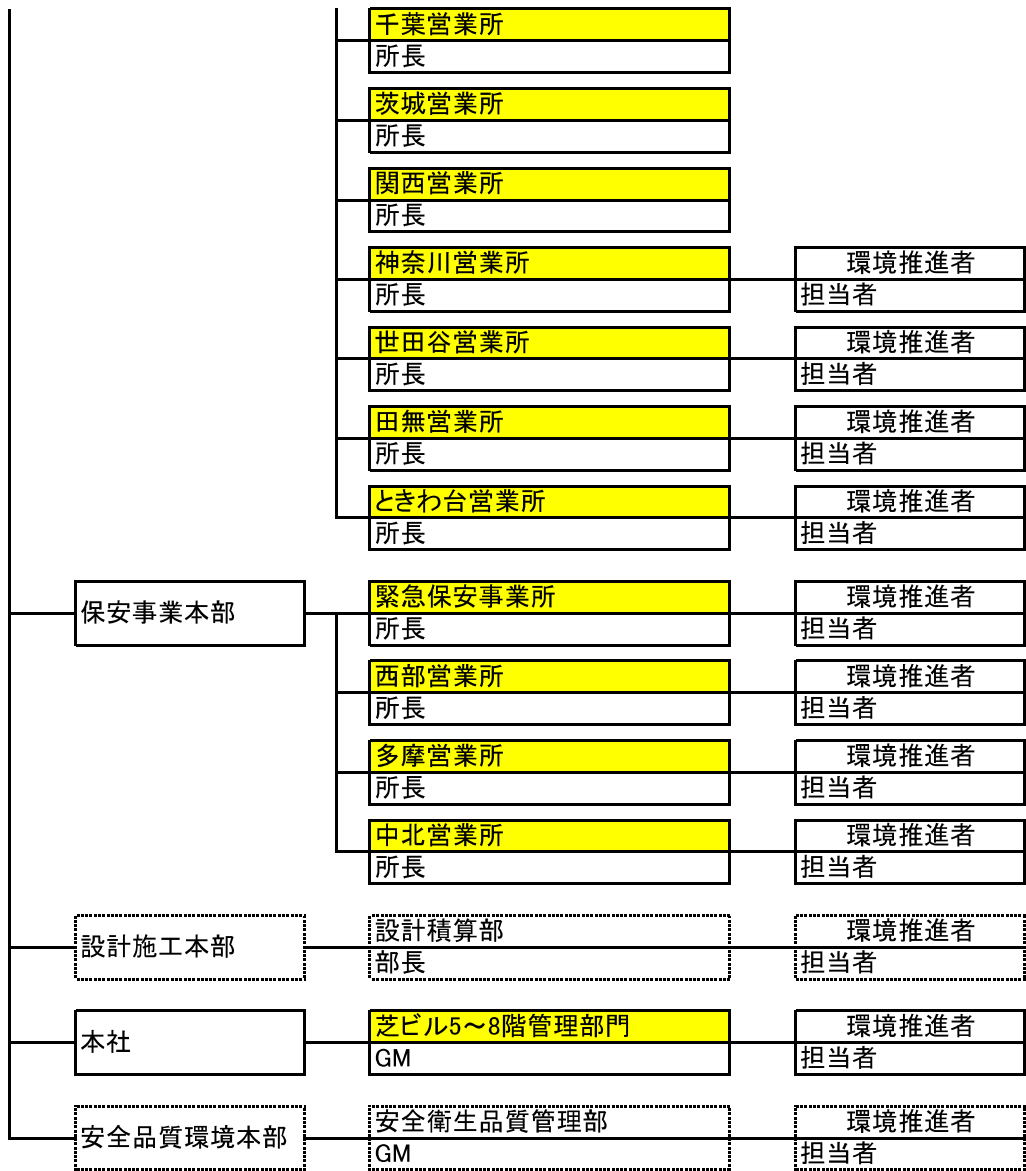 千葉営業所
所長
茨城営業所
所長
関西営業所
所長
神奈川営業所
環境推進者
所長
担当者
世田谷営業所
環境推進者
所長
担当者
田無営業所
環境推進者
所長
担当者
ときわ台営業所
環境推進者
所長
担当者
保安事業本部
緊急保安事業所
環境推進者
所長
担当者
西部営業所
環境推進者
所長
担当者
多摩営業所
環境推進者
所長
担当者
中北営業所
環境推進者
所長
担当者
設計施工本部
設計積算部
環境推進者
部長
担当者
本社
芝ビル5～8階管理部門
環境推進者
GM
担当者
安全品質環境本部
安全衛生品質管理部
環境推進者
GM
担当者